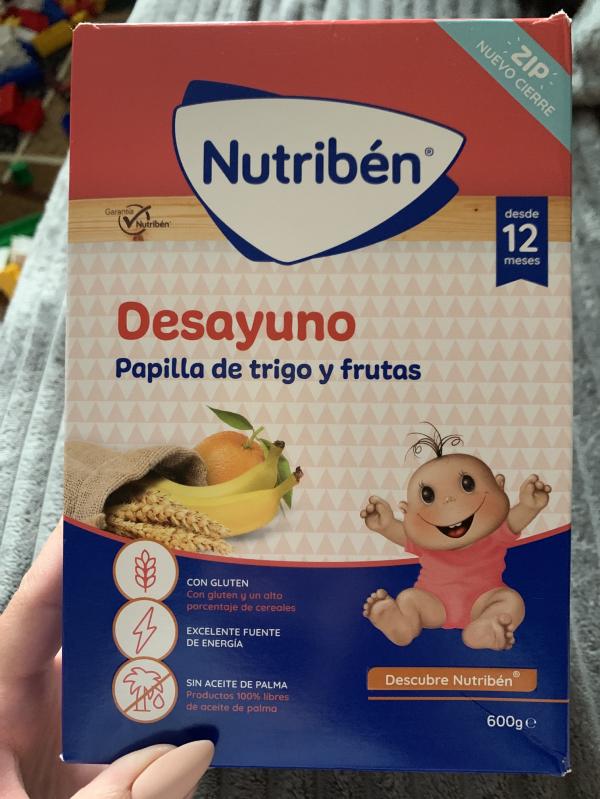 ZIP
NUEVO CIERRE
Nutribén®
Garantía
Nutribén®
desde
12
meses
Desayuno
Papilla de trigo y frutas
CON GLUTEN
Con gluten y un alto
porcentaje de cereales
EXCELENTE FUENTE
DE ENERGÍA
SIN ACEITE DE PALMA
Productos 100% libres
de aceite de palma
Descubre Nutribén®
600g e